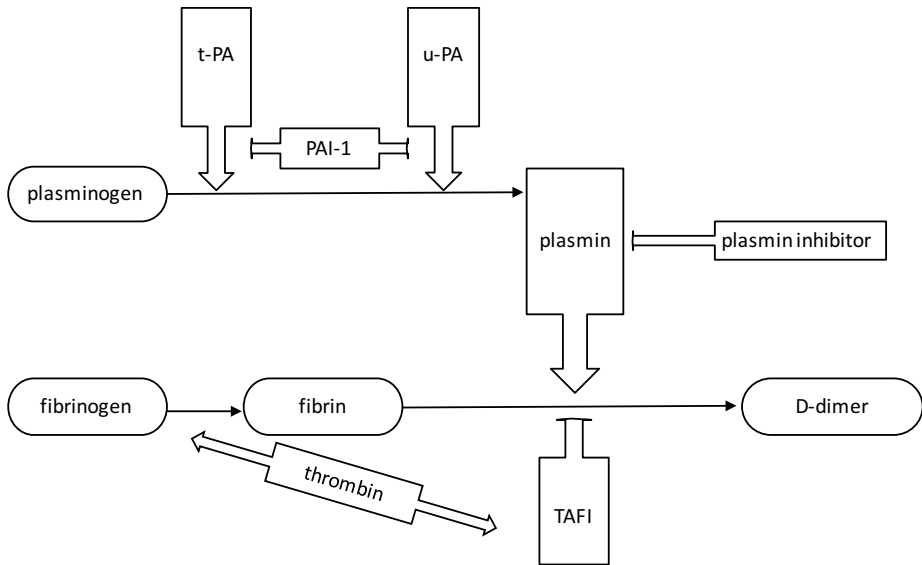 t-PA
u-PA
PAI-1
plasminogen
plasmin
plasmin inhibitor
fibrinogen
fibrin
D-dimer
thrombin
TAFI